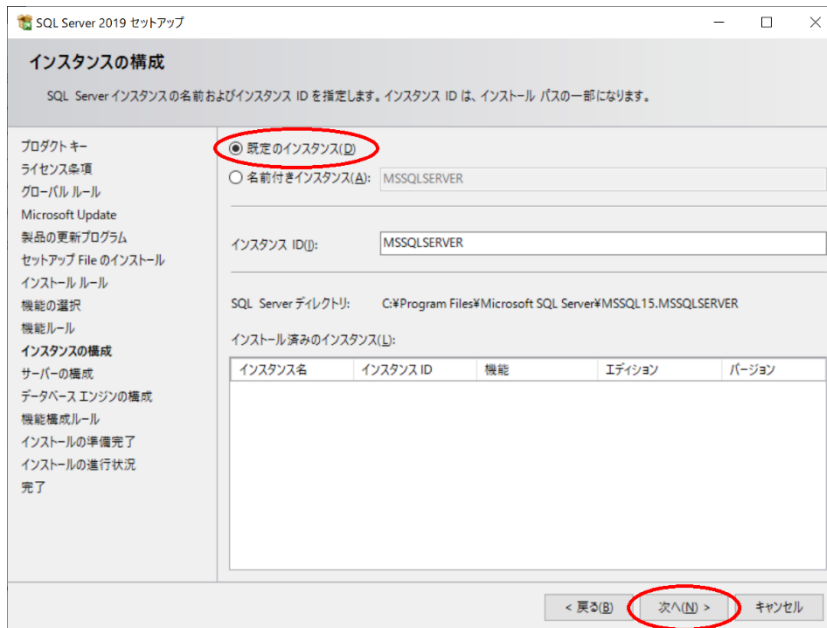 SQL Server 2019 セットアップ
インスタンスの構成
SQL Server インスタンスの名前およびインスタンス ID を指定します。インスタンス ID は、インストール パスの一部になります。
プロダクト キー
ライセンス条項
グローバル ルール
Microsoft Update
製品の更新プログラム
セットアップ File のインストール
インストール ルール
機能の選択
機能ルール
インスタンスの構成
サーバーの構成
データベース エンジンの構成
機能構成ルール
インストールの準備完了
インストールの進行状況
完了
既定のインスタンス(D)
名前付きインスタンス(A): MSSQLSERVER
インスタンス ID(I): MSSQLSERVER
SQL Server ディレクトリ: C:¥Program Files¥Microsoft SQL Server¥MSSQL15.MSSQLSERVER
インストール済みのインスタンス(L):
インスタンス名 インスタンス ID 機能 エディション バージョン
< 戻る(B) 次へ(N) > キャンセル